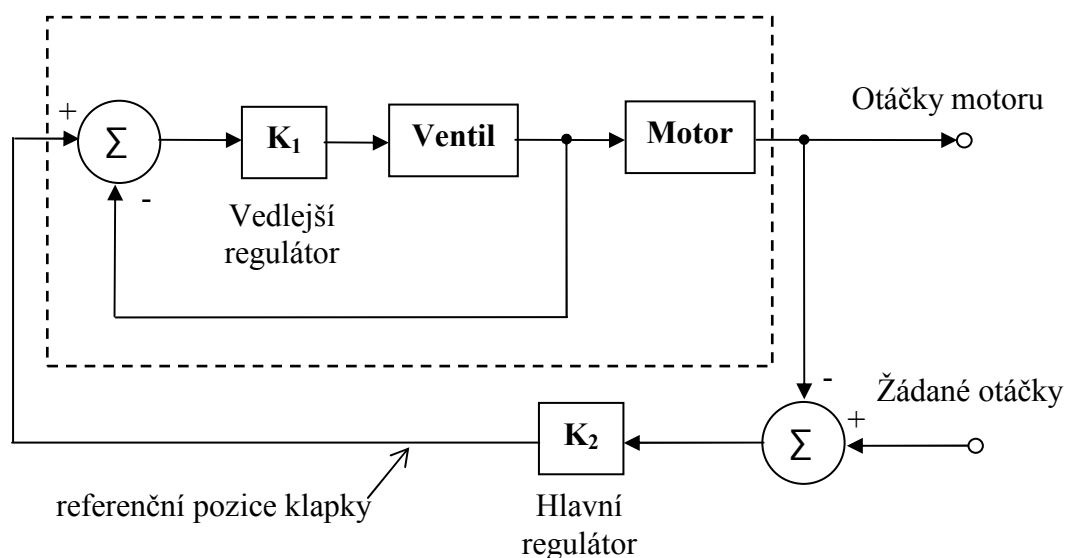 Otáčky motoru
+
Σ
K₁
Ventil
Motor
-
Vedlejší
regulátor
-
Žádané otáčky
+
K₂
Σ
referenční pozice klapky
Hlavní
regulátor